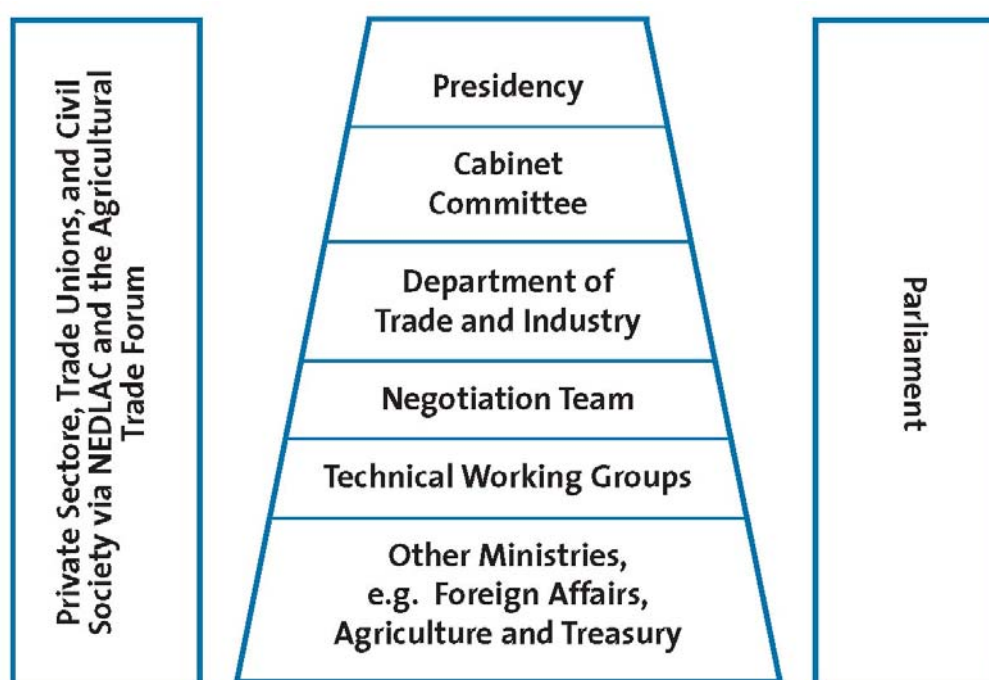 Private Sectore, Trade Unions, and Civil
Society via NEDLAC and the Agricultural
Trade Forum
Presidency
Cabinet
Committee
Department of
Trade and Industry
Negotiation Team
Technical Working Groups
Other Ministries,
e.g. Foreign Affairs,
Agriculture and Treasury
Parliament